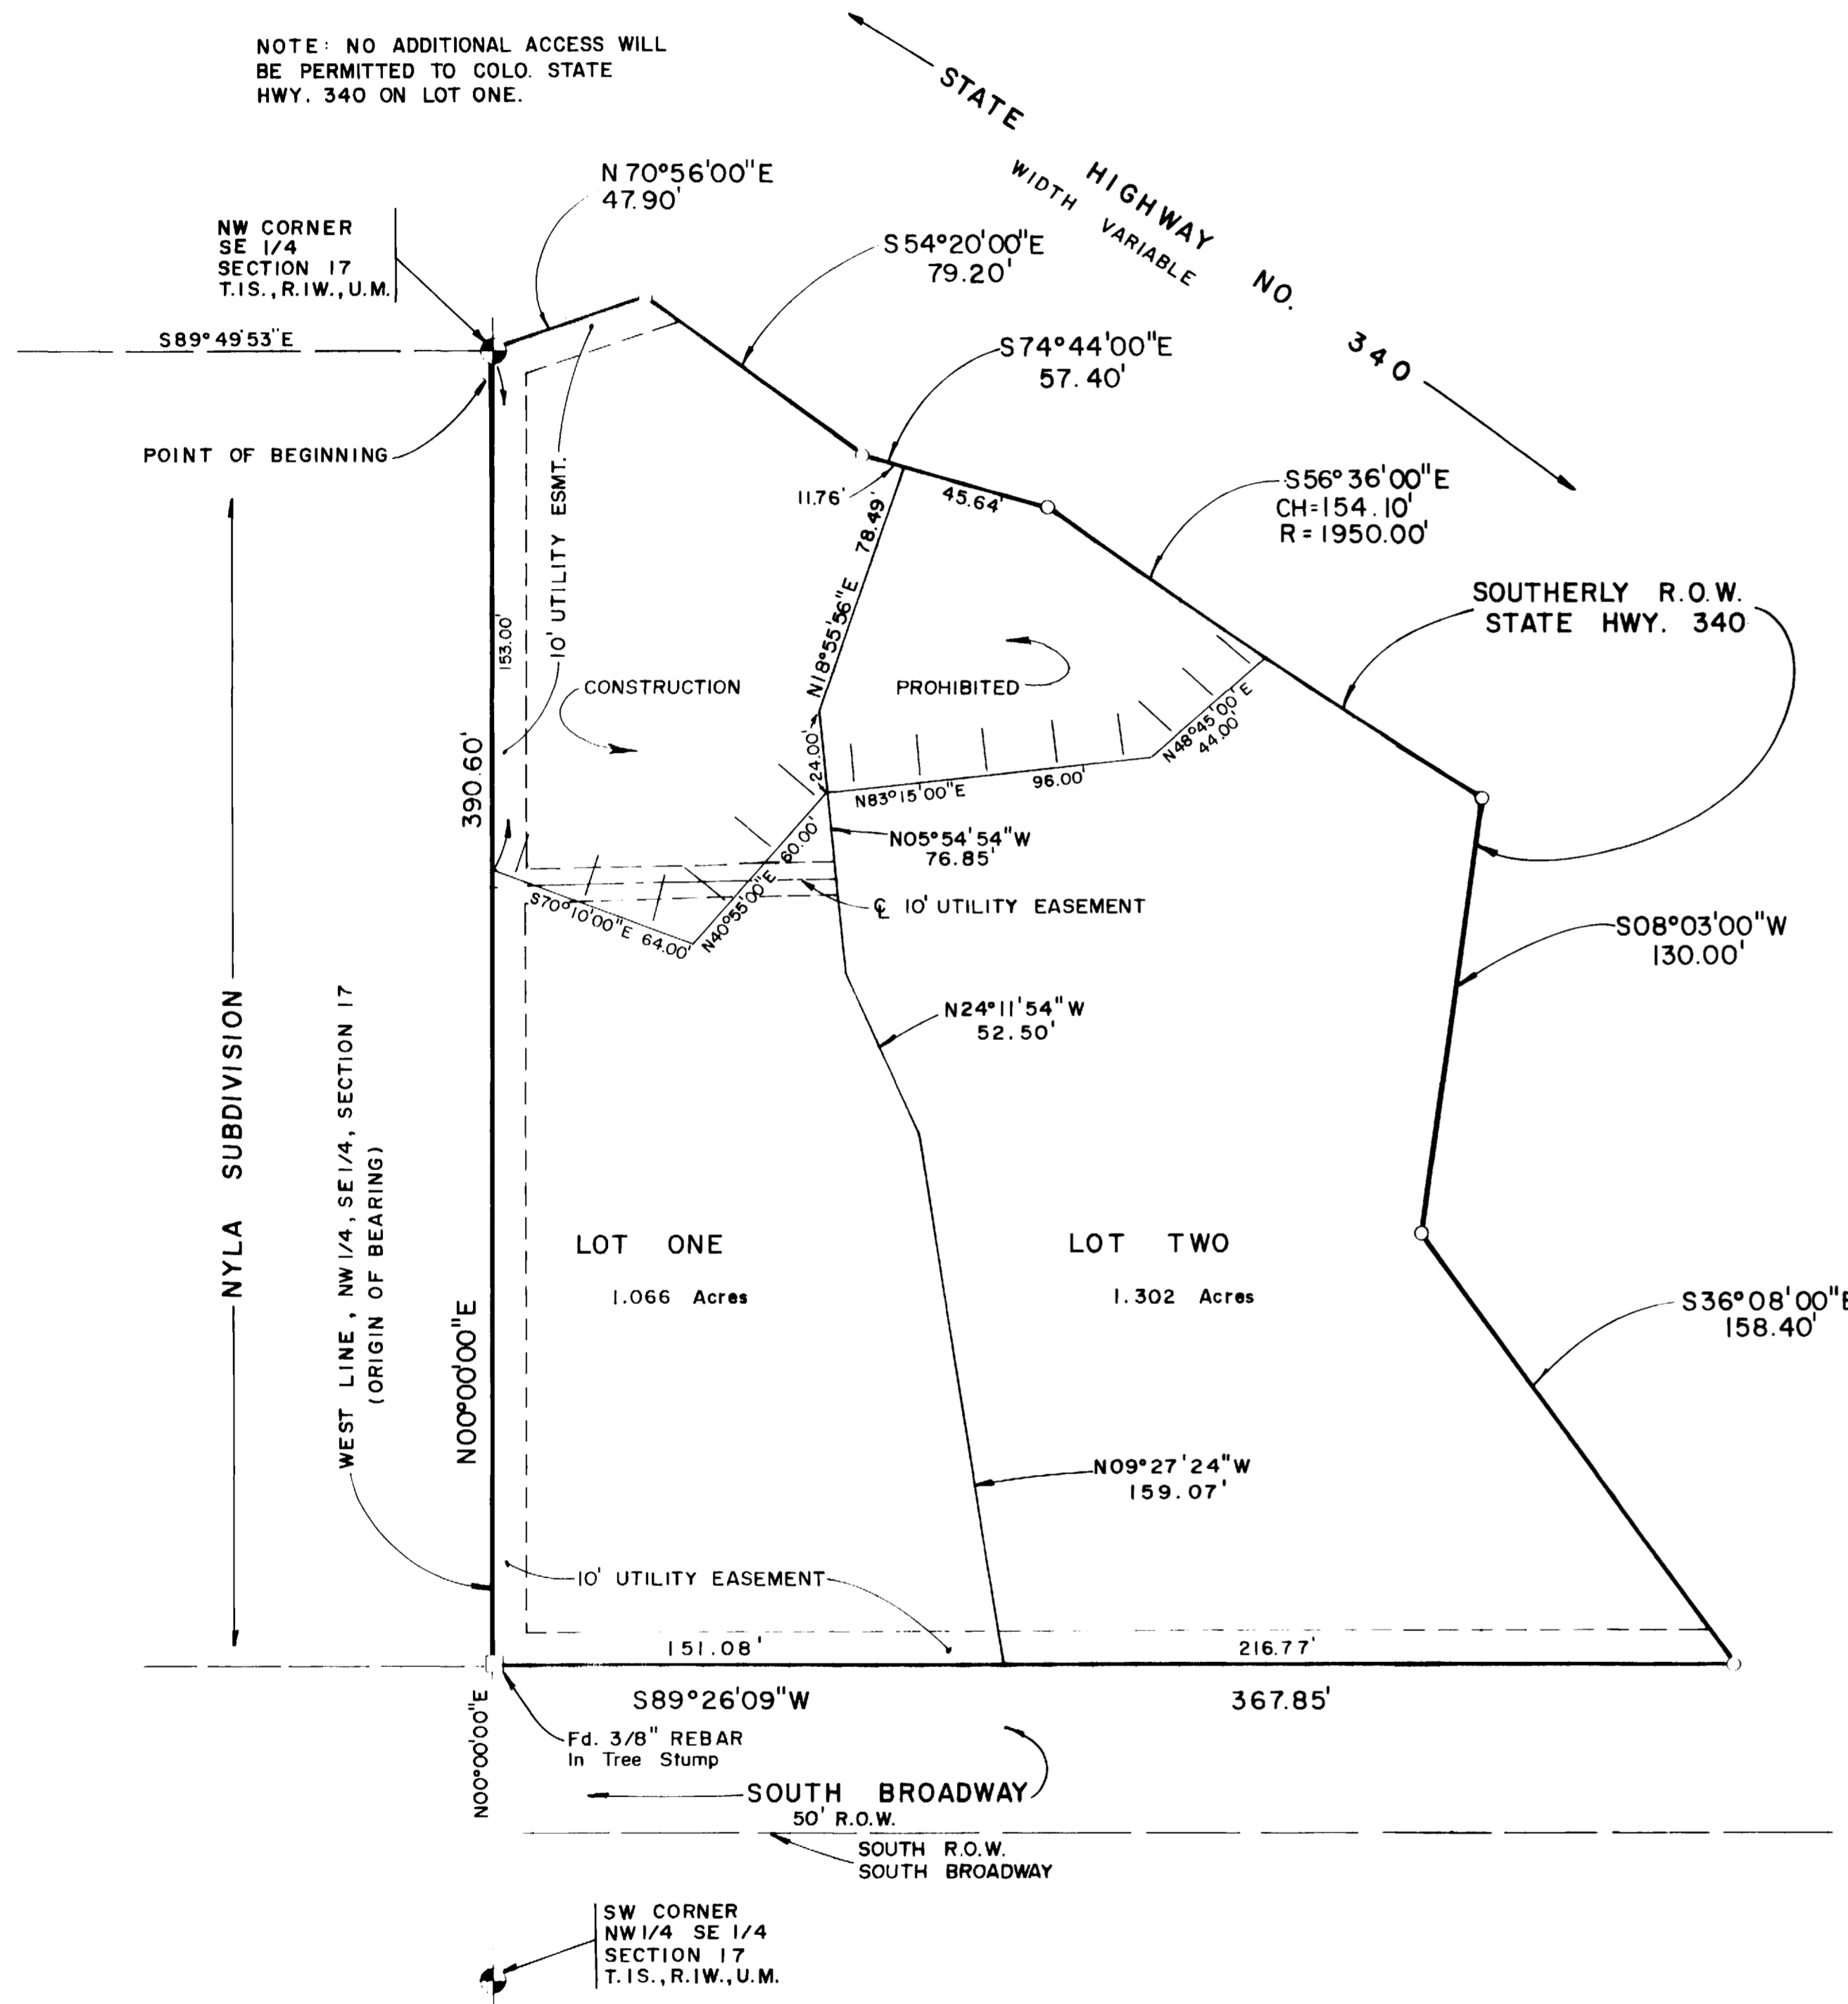 NOTE: NO ADDITIONAL ACCESS WILL
BE PERMITTED TO COLO. STATE
HWY. 340 ON LOT ONE.
STATE HIGHWAY NO. 340
WIDTH VARIABLE
N 70°56'00"E
47.90'
NW CORNER
SE 1/4
SECTION 17
T.1S., R.1W., U.M.
S89°49'53"E
S54°20'00"E
79.20'
S74°44'00"E
57.40'
POINT OF BEGINNING
11.76'
45.64'
S56°36'00"E
CH=154.10'
R=1950.00'
SOUTHERLY R.O.W.
STATE HWY. 340
10' UTILITY ESMT.
153.00'
N18°55'56"E 78.49'
CONSTRUCTION
PROHIBITED
390.60'
24.00'
N83°15'00"E
96.00'
N48°45'00"E
44.00'
N05°54'54"W
76.85'
℄ 10' UTILITY EASEMENT
S70°10'00"E 64.00'
N40°55'00"E 60.00'
S08°03'00"W
130.00'
N24°11'54"W
52.50'
NYLA SUBDIVISION
WEST LINE, NW1/4, SE1/4, SECTION 17
(ORIGIN OF BEARING)
N00°00'00"E
LOT ONE
1.066 Acres
LOT TWO
1.302 Acres
S36°08'00"E
158.40'
N09°27'24"W
159.07'
10' UTILITY EASEMENT
151.08'
216.77'
S89°26'09"W
367.85'
N00°00'00"E
Fd. 3/8" REBAR
In Tree Stump
SOUTH BROADWAY
50' R.O.W.
SOUTH R.O.W.
SOUTH BROADWAY
SW CORNER
NW1/4 SE 1/4
SECTION 17
T.1S., R.1W., U.M.